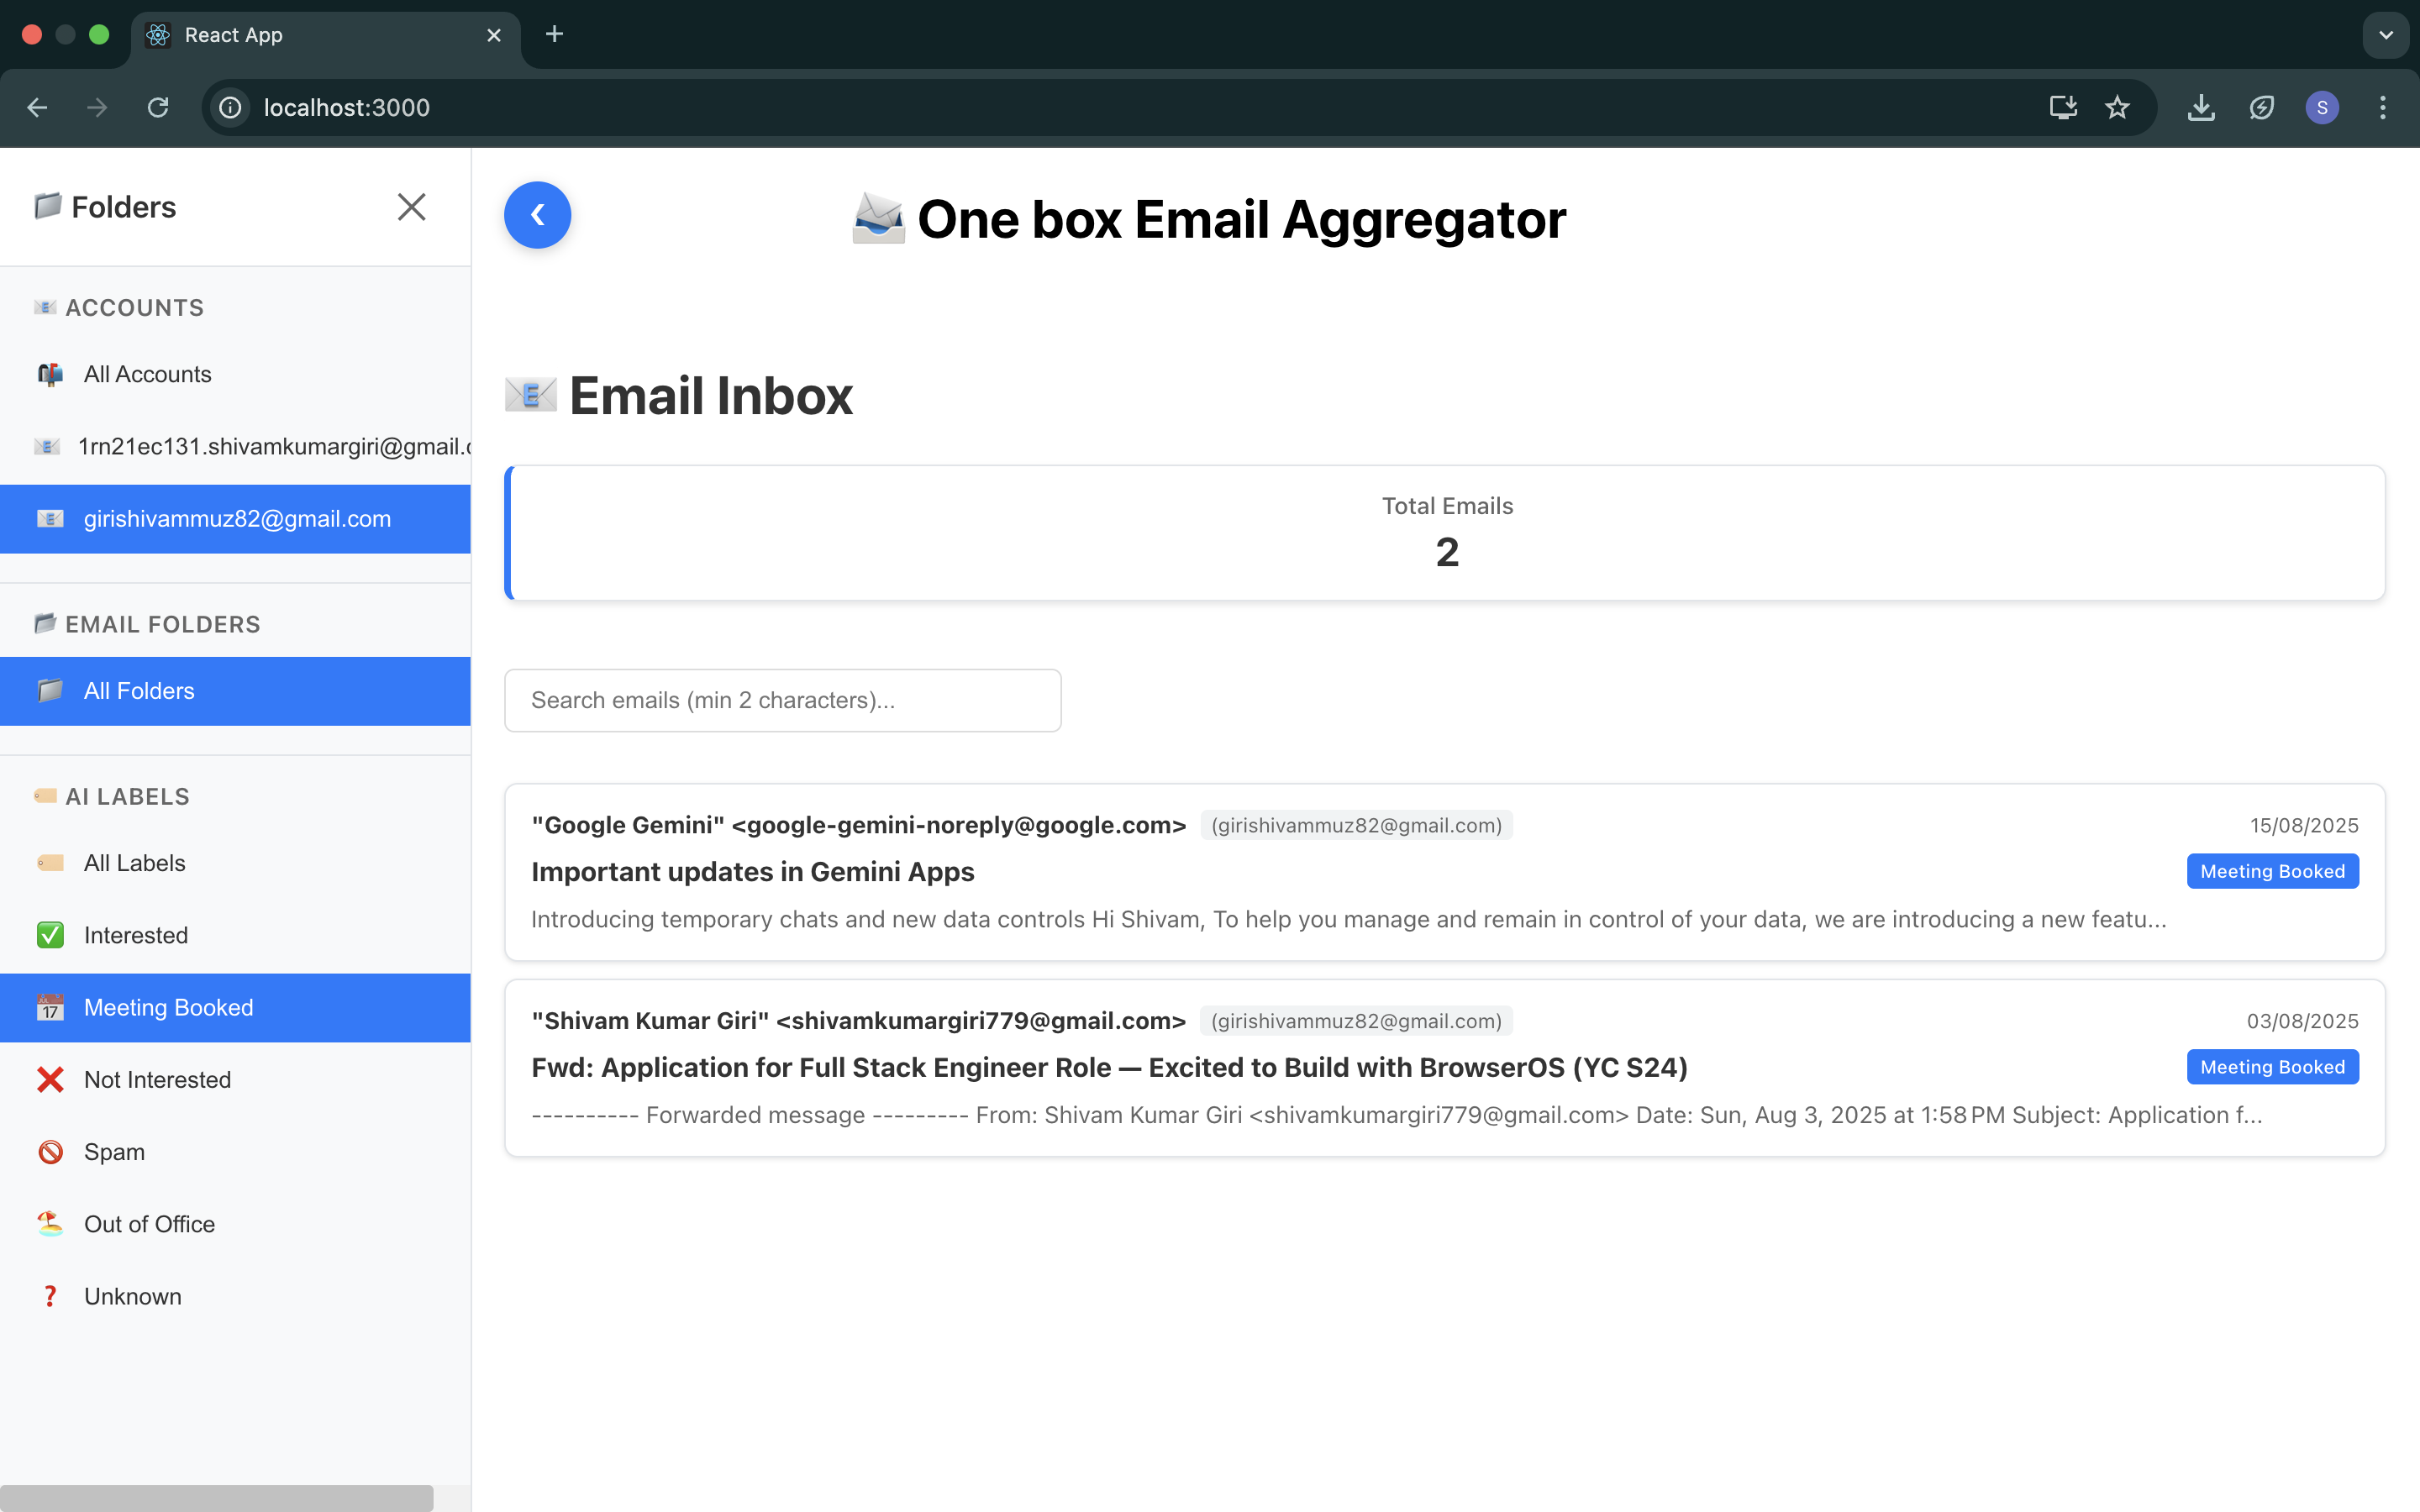 React App
localhost:3000
S
Folders
ACCOUNTS
All Accounts
1rn21ec131.shivamkumargiri@gmail.c
girishivammuz82@gmail.com
EMAIL FOLDERS
All Folders
AI LABELS
All Labels
Interested
17
Meeting Booked
Not Interested
Spam
Out of Office
Unknown
One box Email Aggregator
Email Inbox
Total Emails
2
Search emails (min 2 characters)...
"Google Gemini" <google-gemini-noreply@google.com> (girishivammuz82@gmail.com) 15/08/2025
Important updates in Gemini Apps Meeting Booked
Introducing temporary chats and new data controls Hi Shivam, To help you manage and remain in control of your data, we are introducing a new featu...
"Shivam Kumar Giri" <shivamkumargiri779@gmail.com> (girishivammuz82@gmail.com) 03/08/2025
Fwd: Application for Full Stack Engineer Role — Excited to Build with BrowserOS (YC S24) Meeting Booked
---------- Forwarded message --------- From: Shivam Kumar Giri <shivamkumargiri779@gmail.com> Date: Sun, Aug 3, 2025 at 1:58 PM Subject: Application f...